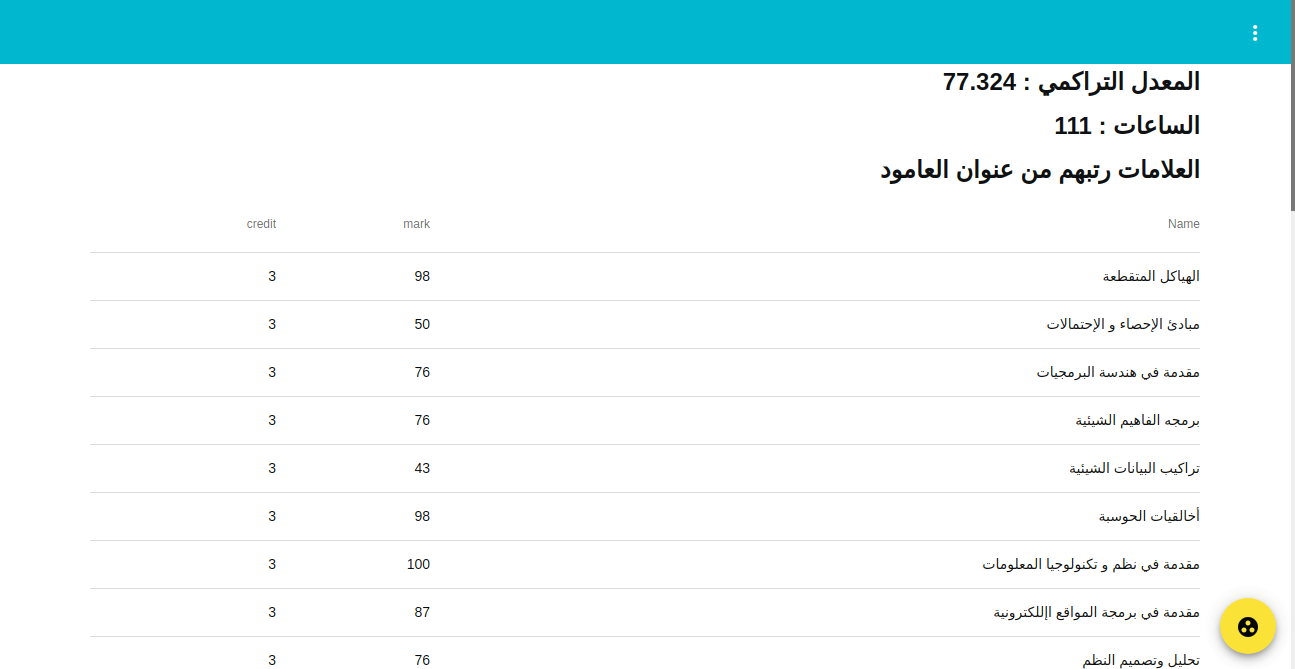 المعدل التراكمي : 77.324
الساعات : 111
العلامات رتبهم من عنوان العامود
Name mark credit
الهياكل المتقطعة 98 3
مبادئ الإحصاء و الإحتمالات 50 3
مقدمة في هندسة البرمجيات 76 3
برمجه الفاهيم الشيئية 76 3
تراكيب البيانات الشيئية 43 3
أخالقيات الحوسبة 98 3
مقدمة في نظم و تكنولوجيا المعلومات 100 3
مقدمة في برمجة المواقع اإللكترونية 87 3
تحليل وتصميم النظم 76 3